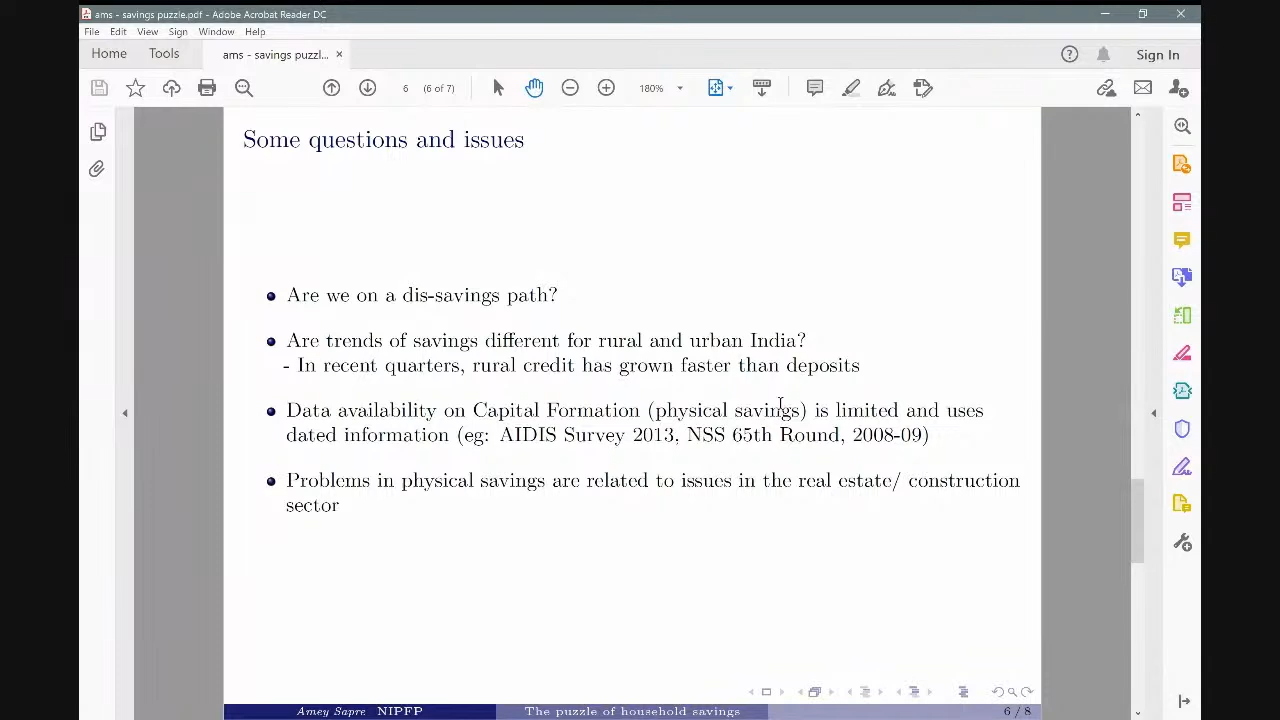 ams - savings puzzle.pdf - Adobe Acrobat Reader DC
File Edit View Sign Window Help
Home Tools ams - savings puzzl... × Sign In
6 (6 of 7) 180%
Some questions and issues
Are we on a dis-savings path?
Are trends of savings different for rural and urban India?
- In recent quarters, rural credit has grown faster than deposits
Data availability on Capital Formation (physical savings) is limited and uses
dated information (eg: AIDIS Survey 2013, NSS 65th Round, 2008-09)
Problems in physical savings are related to issues in the real estate/ construction
sector
Amey Sapre NIPFP The puzzle of household savings 6 / 8